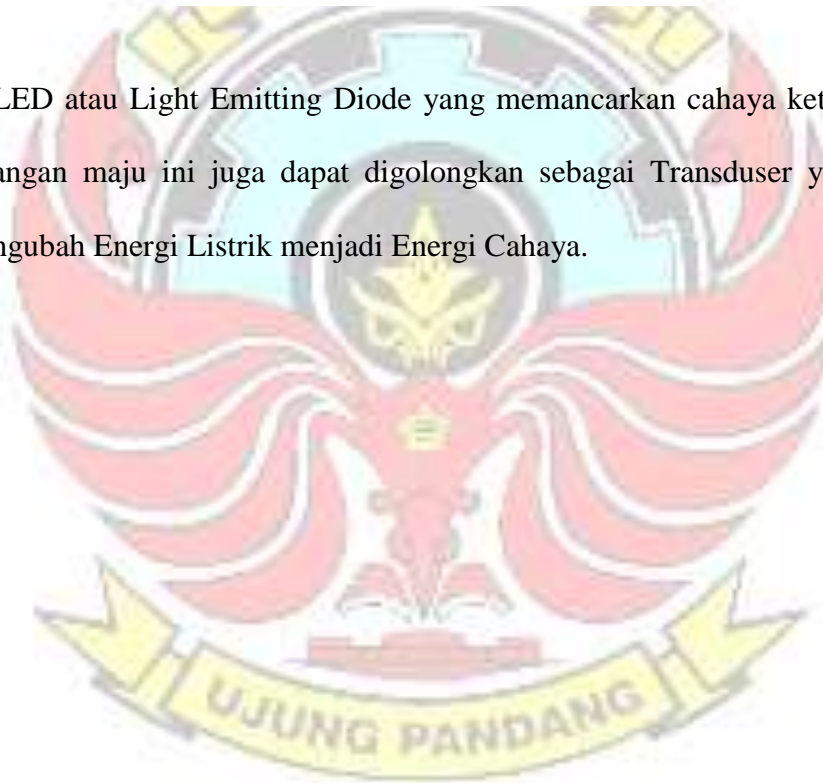 LED atau Light Emitting Diode yang memancarkan cahaya ket
angan maju ini juga dapat digolongkan sebagai Transduser y
ngubah Energi Listrik menjadi Energi Cahaya.
UJUNG PANDANG